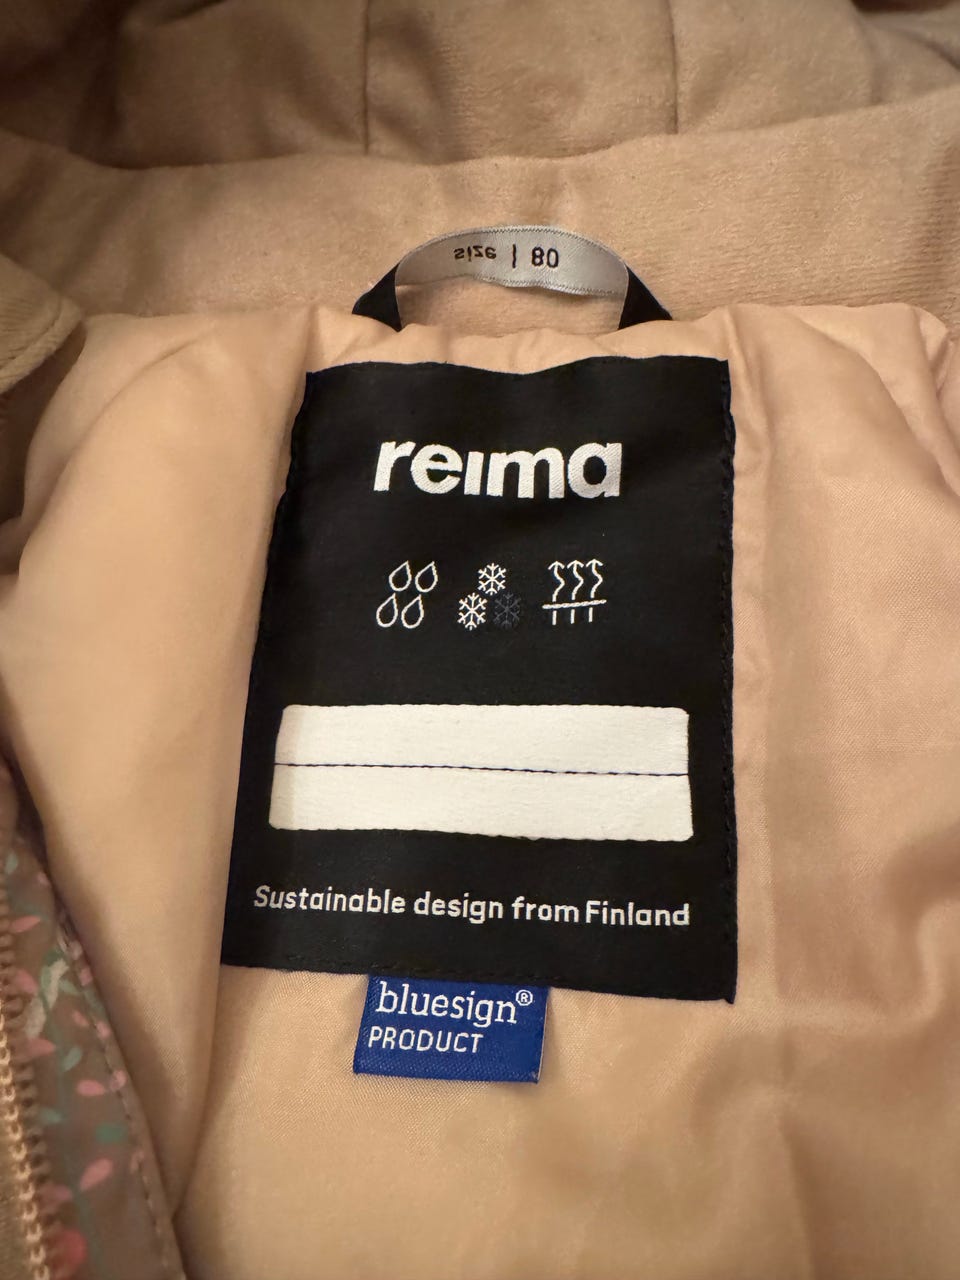 size | 80
reima
Sustainable design from Finland
bluesign®
PRODUCT